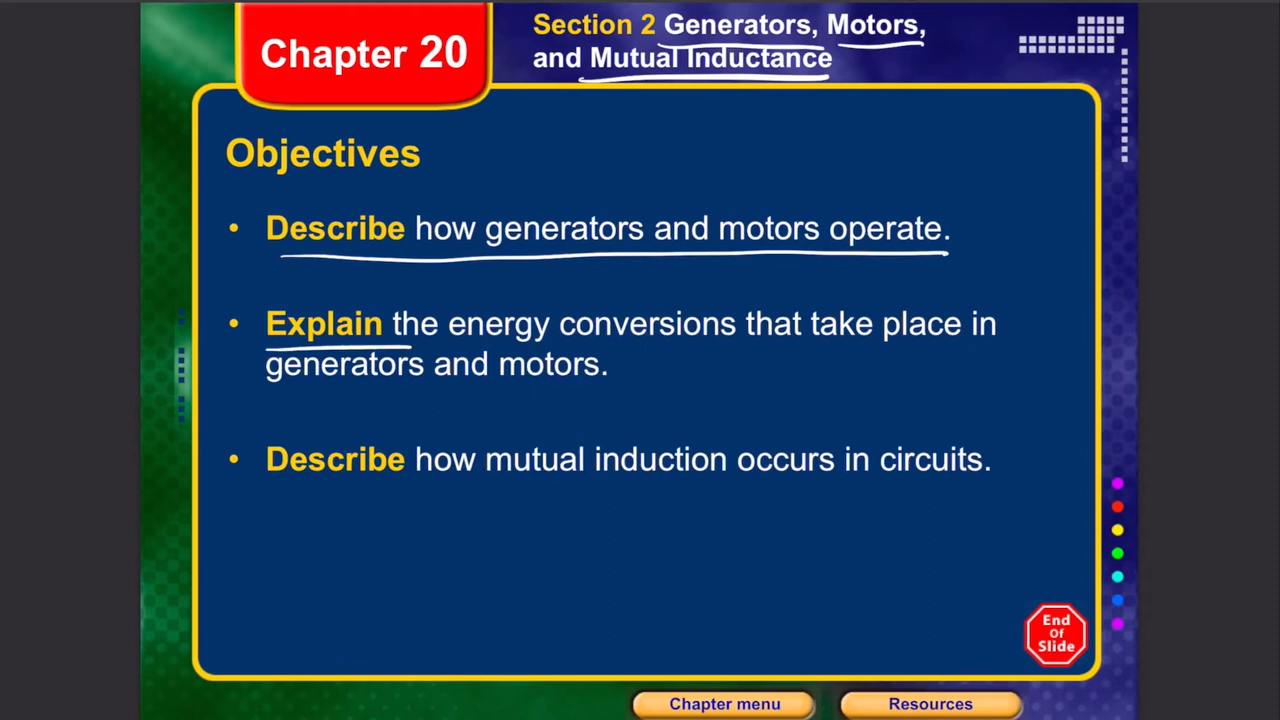 Chapter 20
Section 2 Generators, Motors,
and Mutual Inductance
Objectives
• Describe how generators and motors operate.
• Explain the energy conversions that take place in
generators and motors.
• Describe how mutual induction occurs in circuits.
End
Of
Slide
Chapter menu
Resources